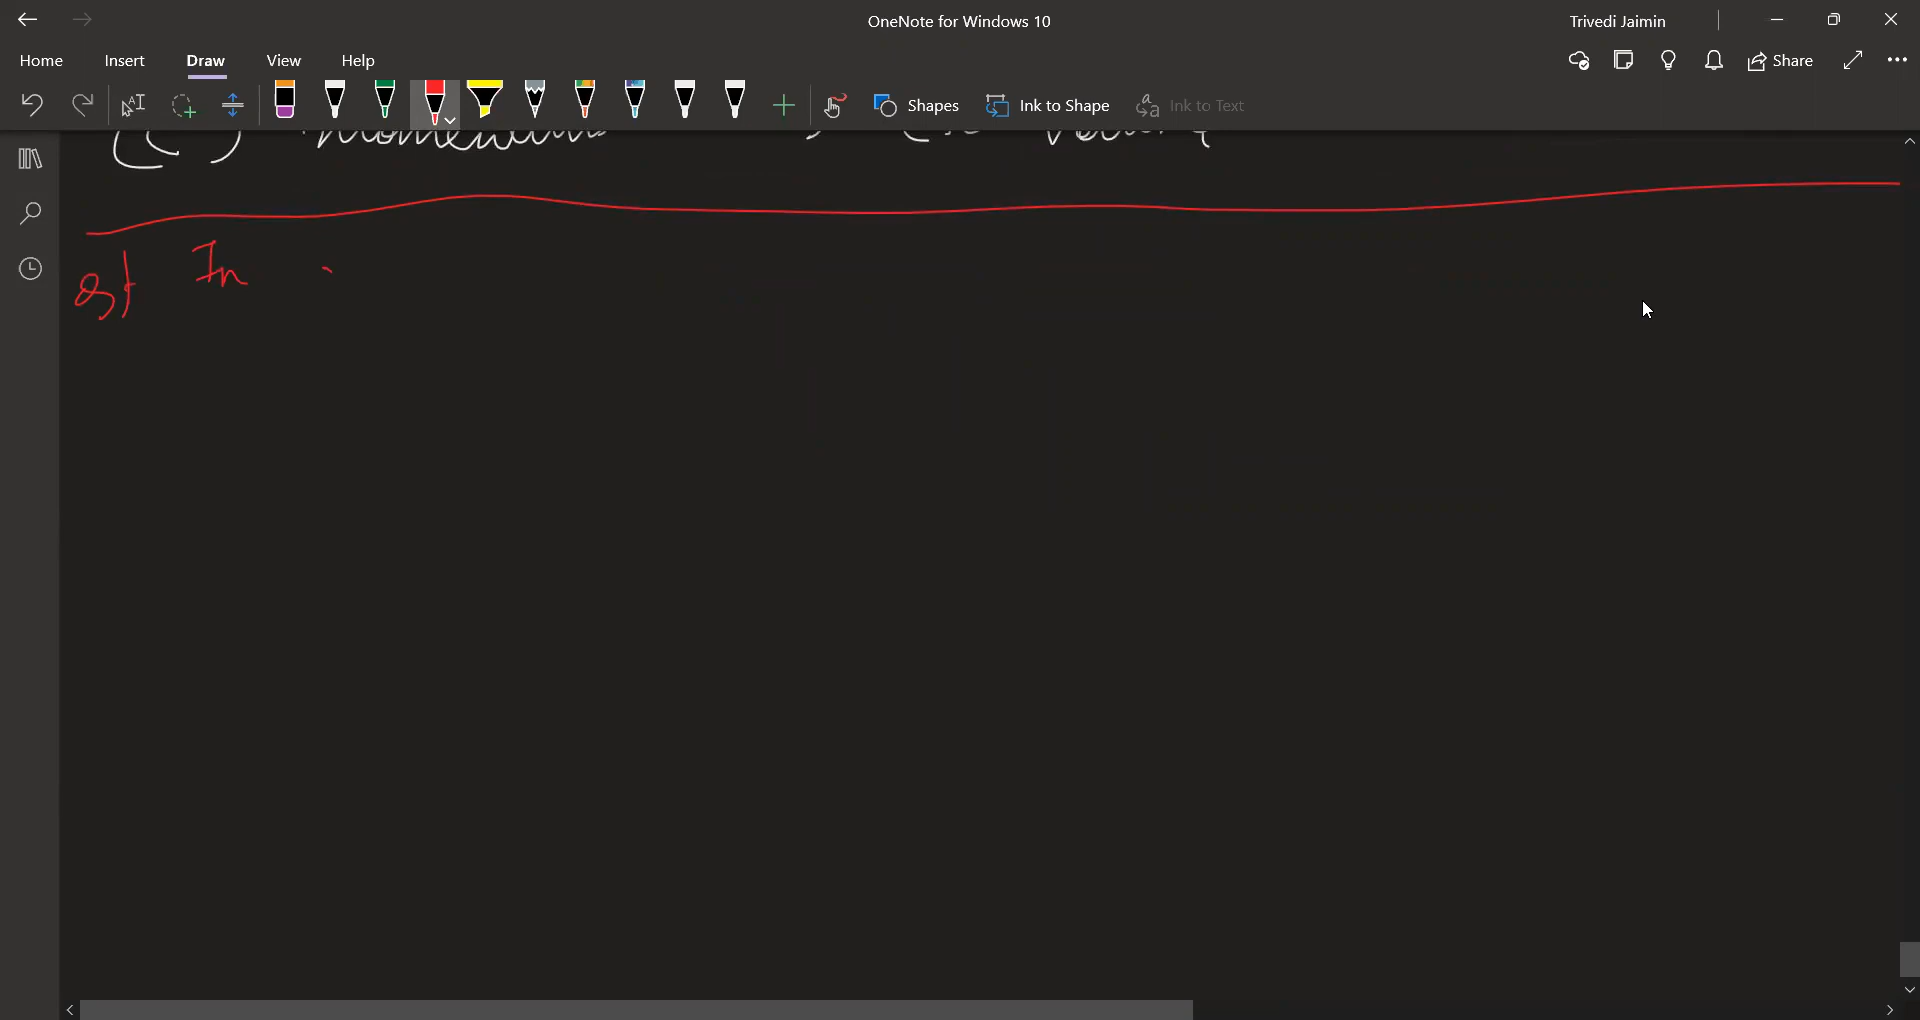 OneNote for Windows 10
Trivedi Jaimin
Home Insert Draw View Help
Share
Shapes Ink to Shape Ink to Text
(c) Momentum
In